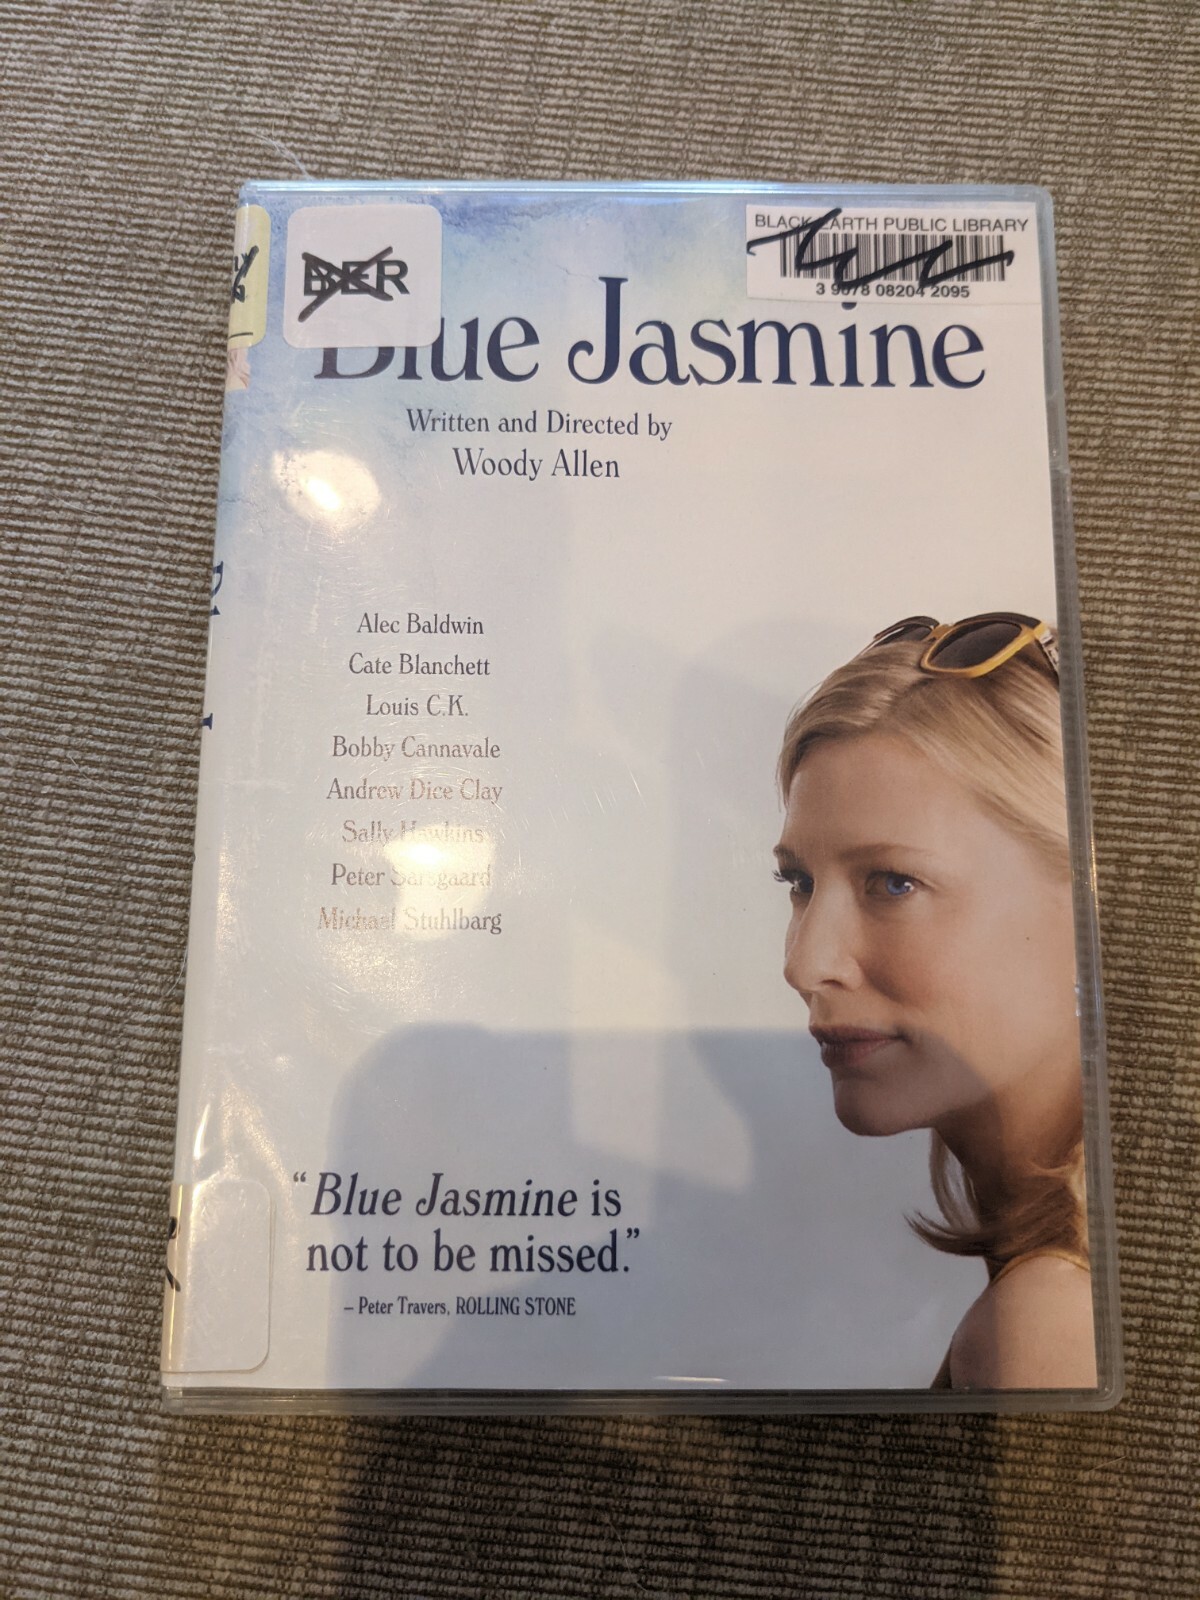 BER
BLACK EARTH PUBLIC LIBRARY
3 9078 08204 2095
Blue Jasmine
Written and Directed by
Woody Allen
Alec Baldwin
Cate Blanchett
Louis C.K.
Bobby Cannavale
Andrew Dice Clay
Sally Hawkins
Peter Sarsgaard
Michael Stuhlbarg
“Blue Jasmine is
not to be missed.”
– Peter Travers, ROLLING STONE